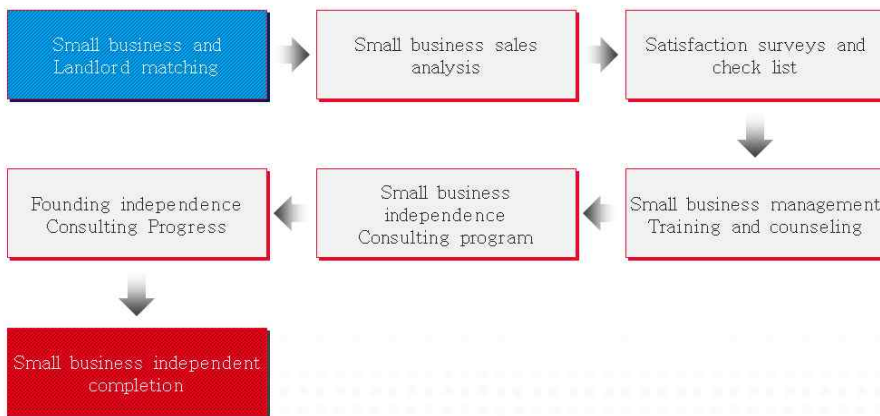 Small business and
Landlord matching
Small business sales
analysis
Satisfaction surveys and
check list
Small business management
Training and counseling
Small business
independence
Consulting program
Founding independence
Consulting Progress
Small business independent
completion